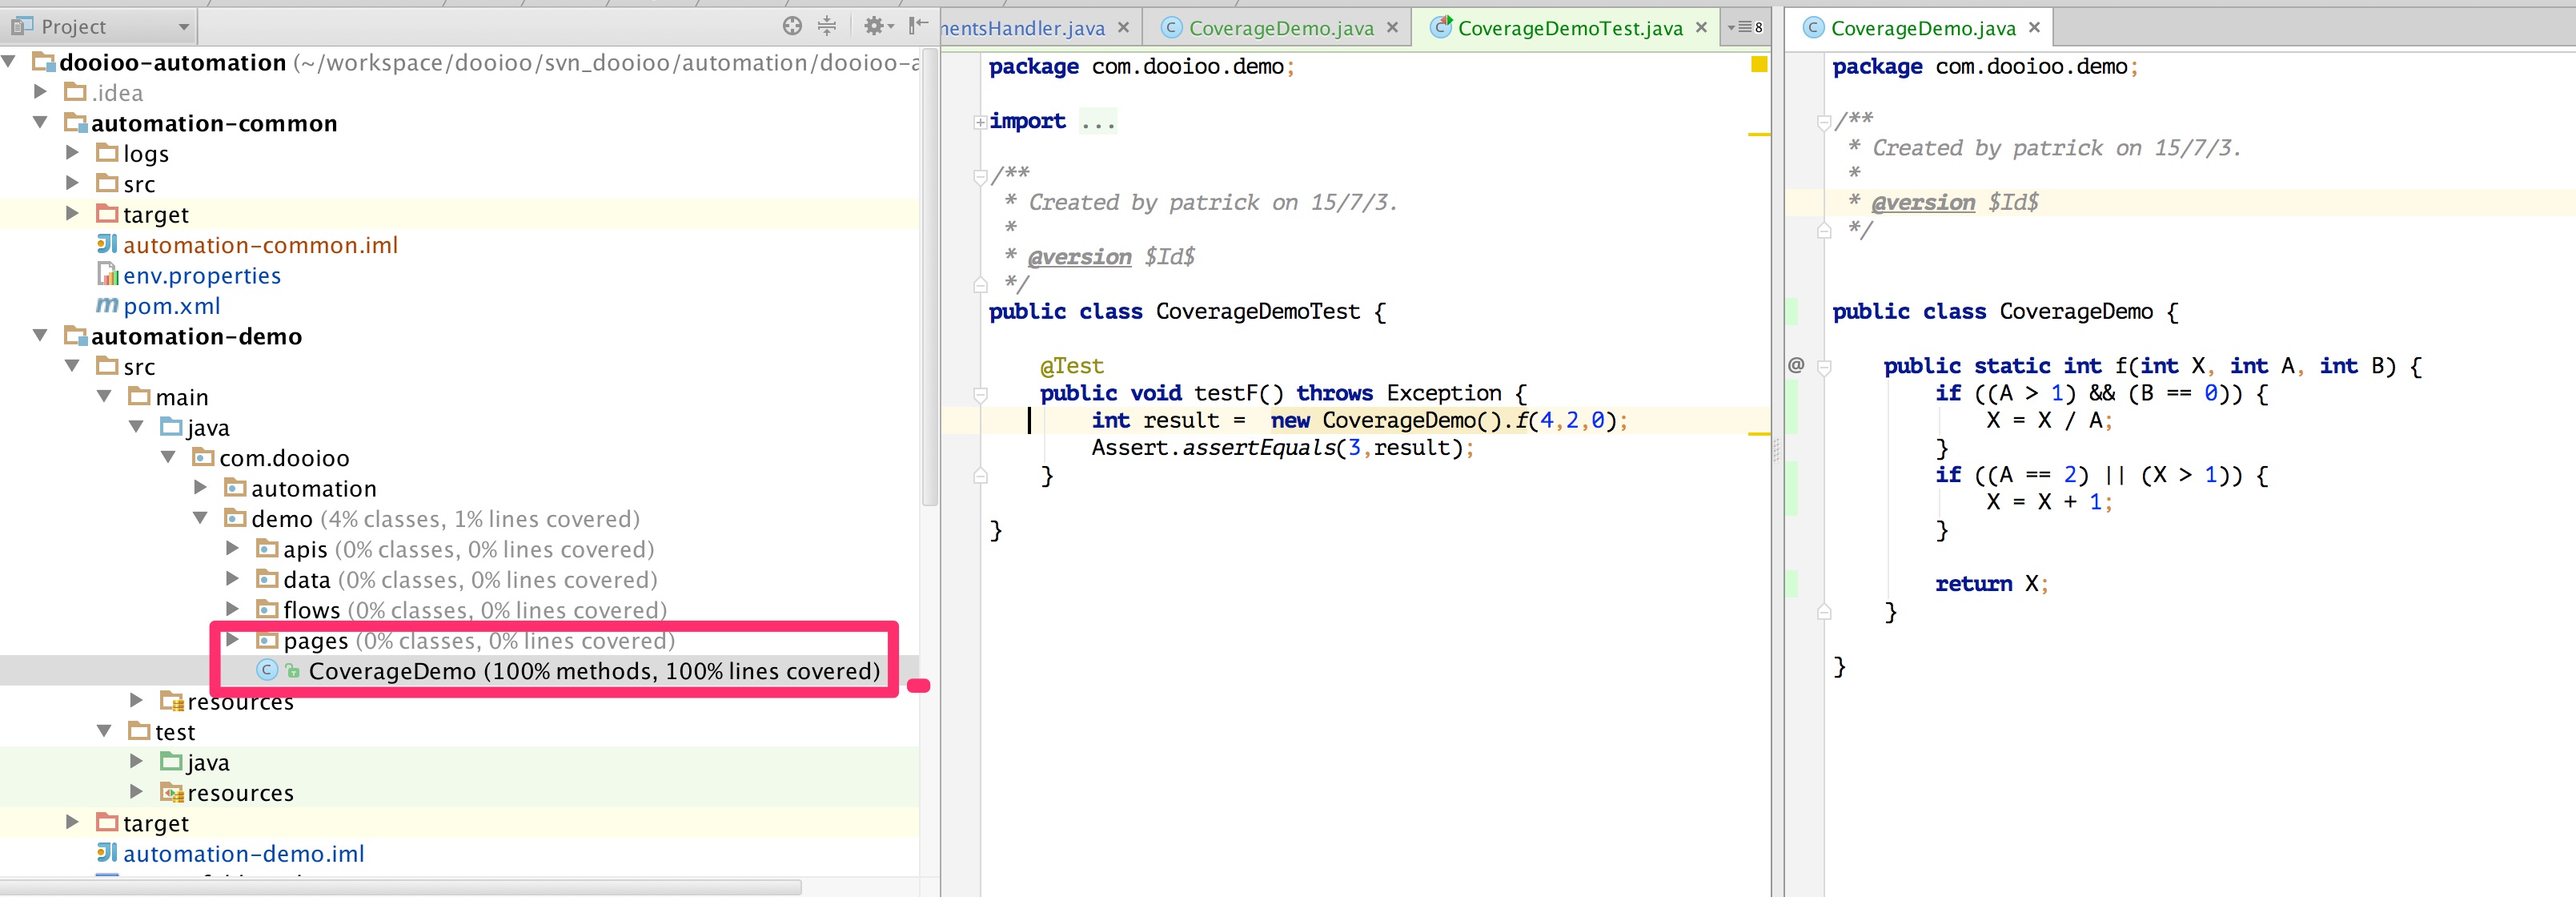 Project
dooioo-automation (~/workspace/dooioo/svn_dooioo/automation/dooioo-a
.idea
automation-common
logs
src
target
automation-common.iml
env.properties
pom.xml
automation-demo
src
main
java
com.dooioo
automation
demo (4% classes, 1% lines covered)
apis (0% classes, 0% lines covered)
data (0% classes, 0% lines covered)
flows (0% classes, 0% lines covered)
pages (0% classes, 0% lines covered)
CoverageDemo (100% methods, 100% lines covered)
resources
test
java
resources
target
automation-demo.iml
mentsHandler.java CoverageDemo.java CoverageDemoTest.java 8
package com.dooioo.demo;
import ...
/**
* Created by patrick on 15/7/3.
*
* @version $Id$
*/
public class CoverageDemoTest {
@Test
public void testF() throws Exception {
int result =  new CoverageDemo().f(4,2,0);
Assert.assertEquals(3,result);
}
}
CoverageDemo.java
package com.dooioo.demo;
/**
* Created by patrick on 15/7/3.
*
* @version $Id$
*/
public class CoverageDemo {
@ public static int f(int X, int A, int B) {
if ((A > 1) && (B == 0)) {
X = X / A;
}
if ((A == 2) || (X > 1)) {
X = X + 1;
}
return X;
}
}